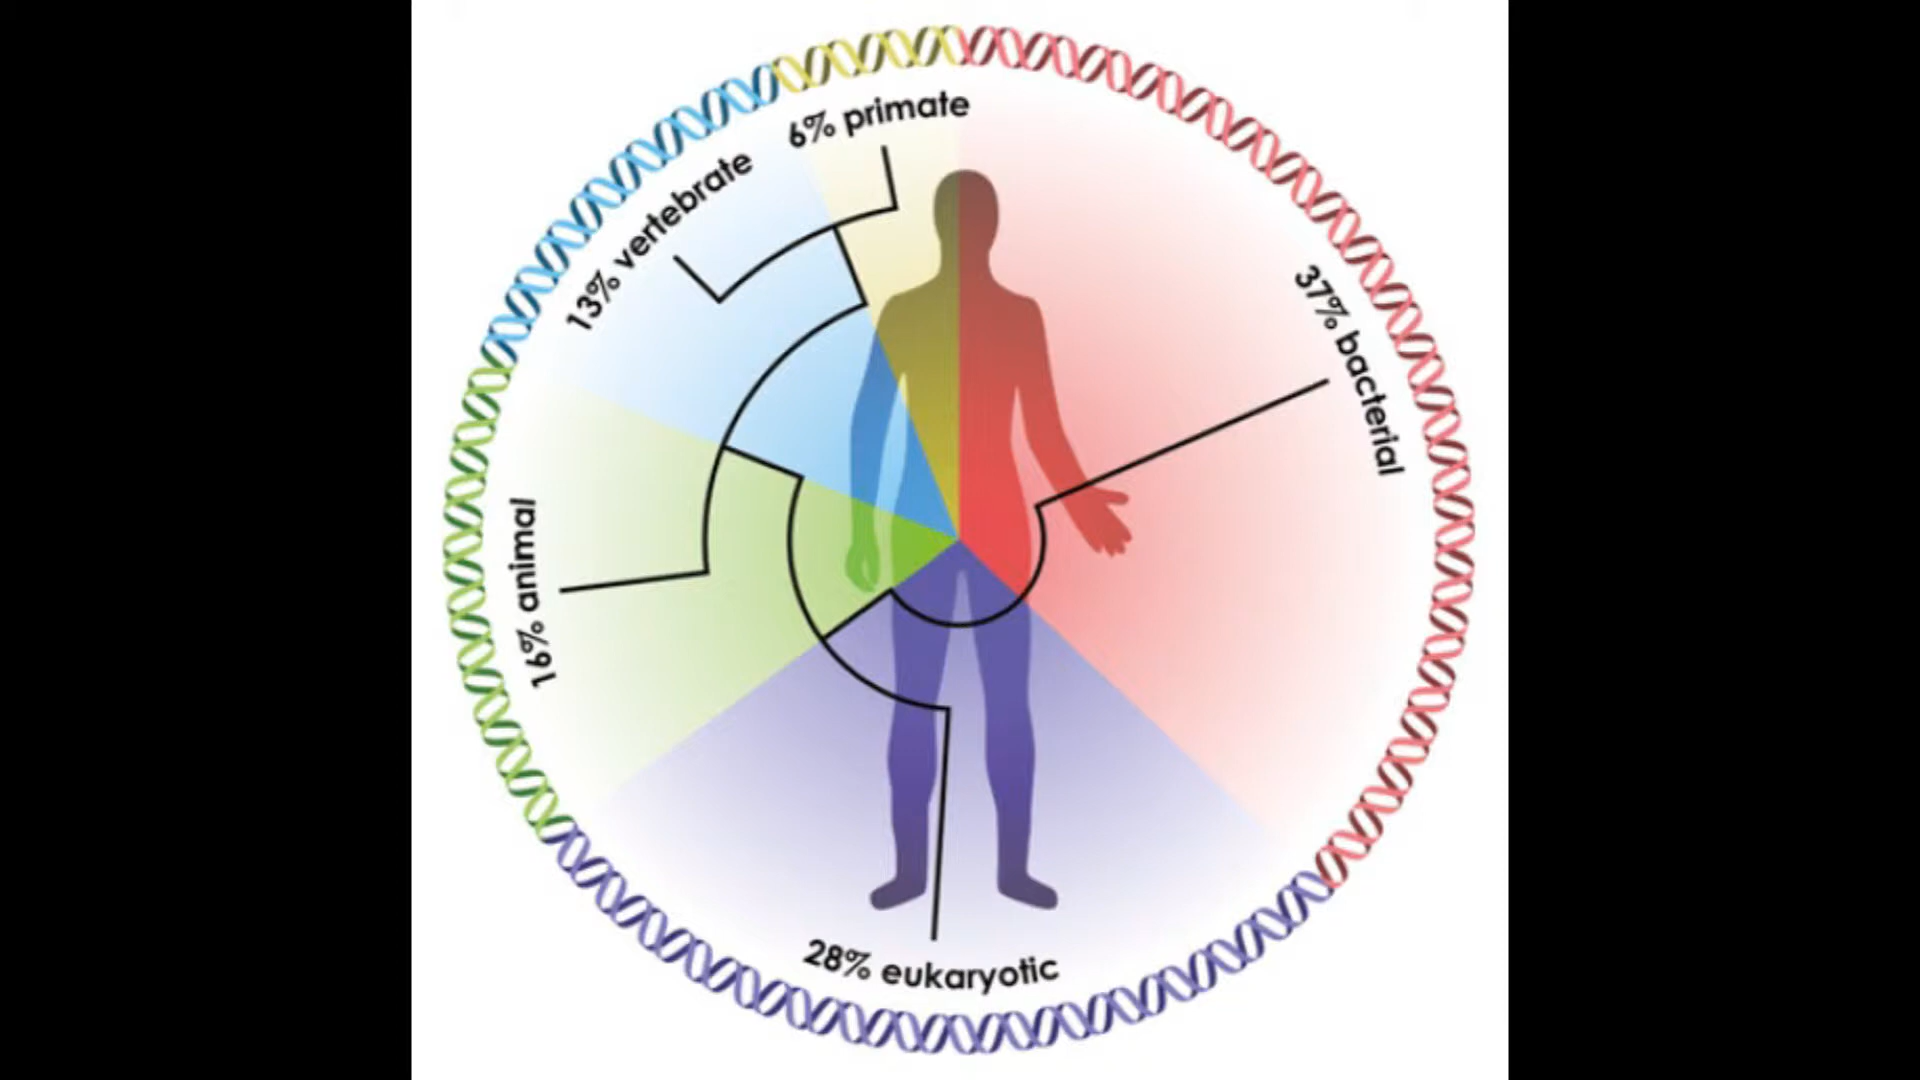 6% primate
13% vertebrate
37% bacterial
16% animal
28% eukaryotic